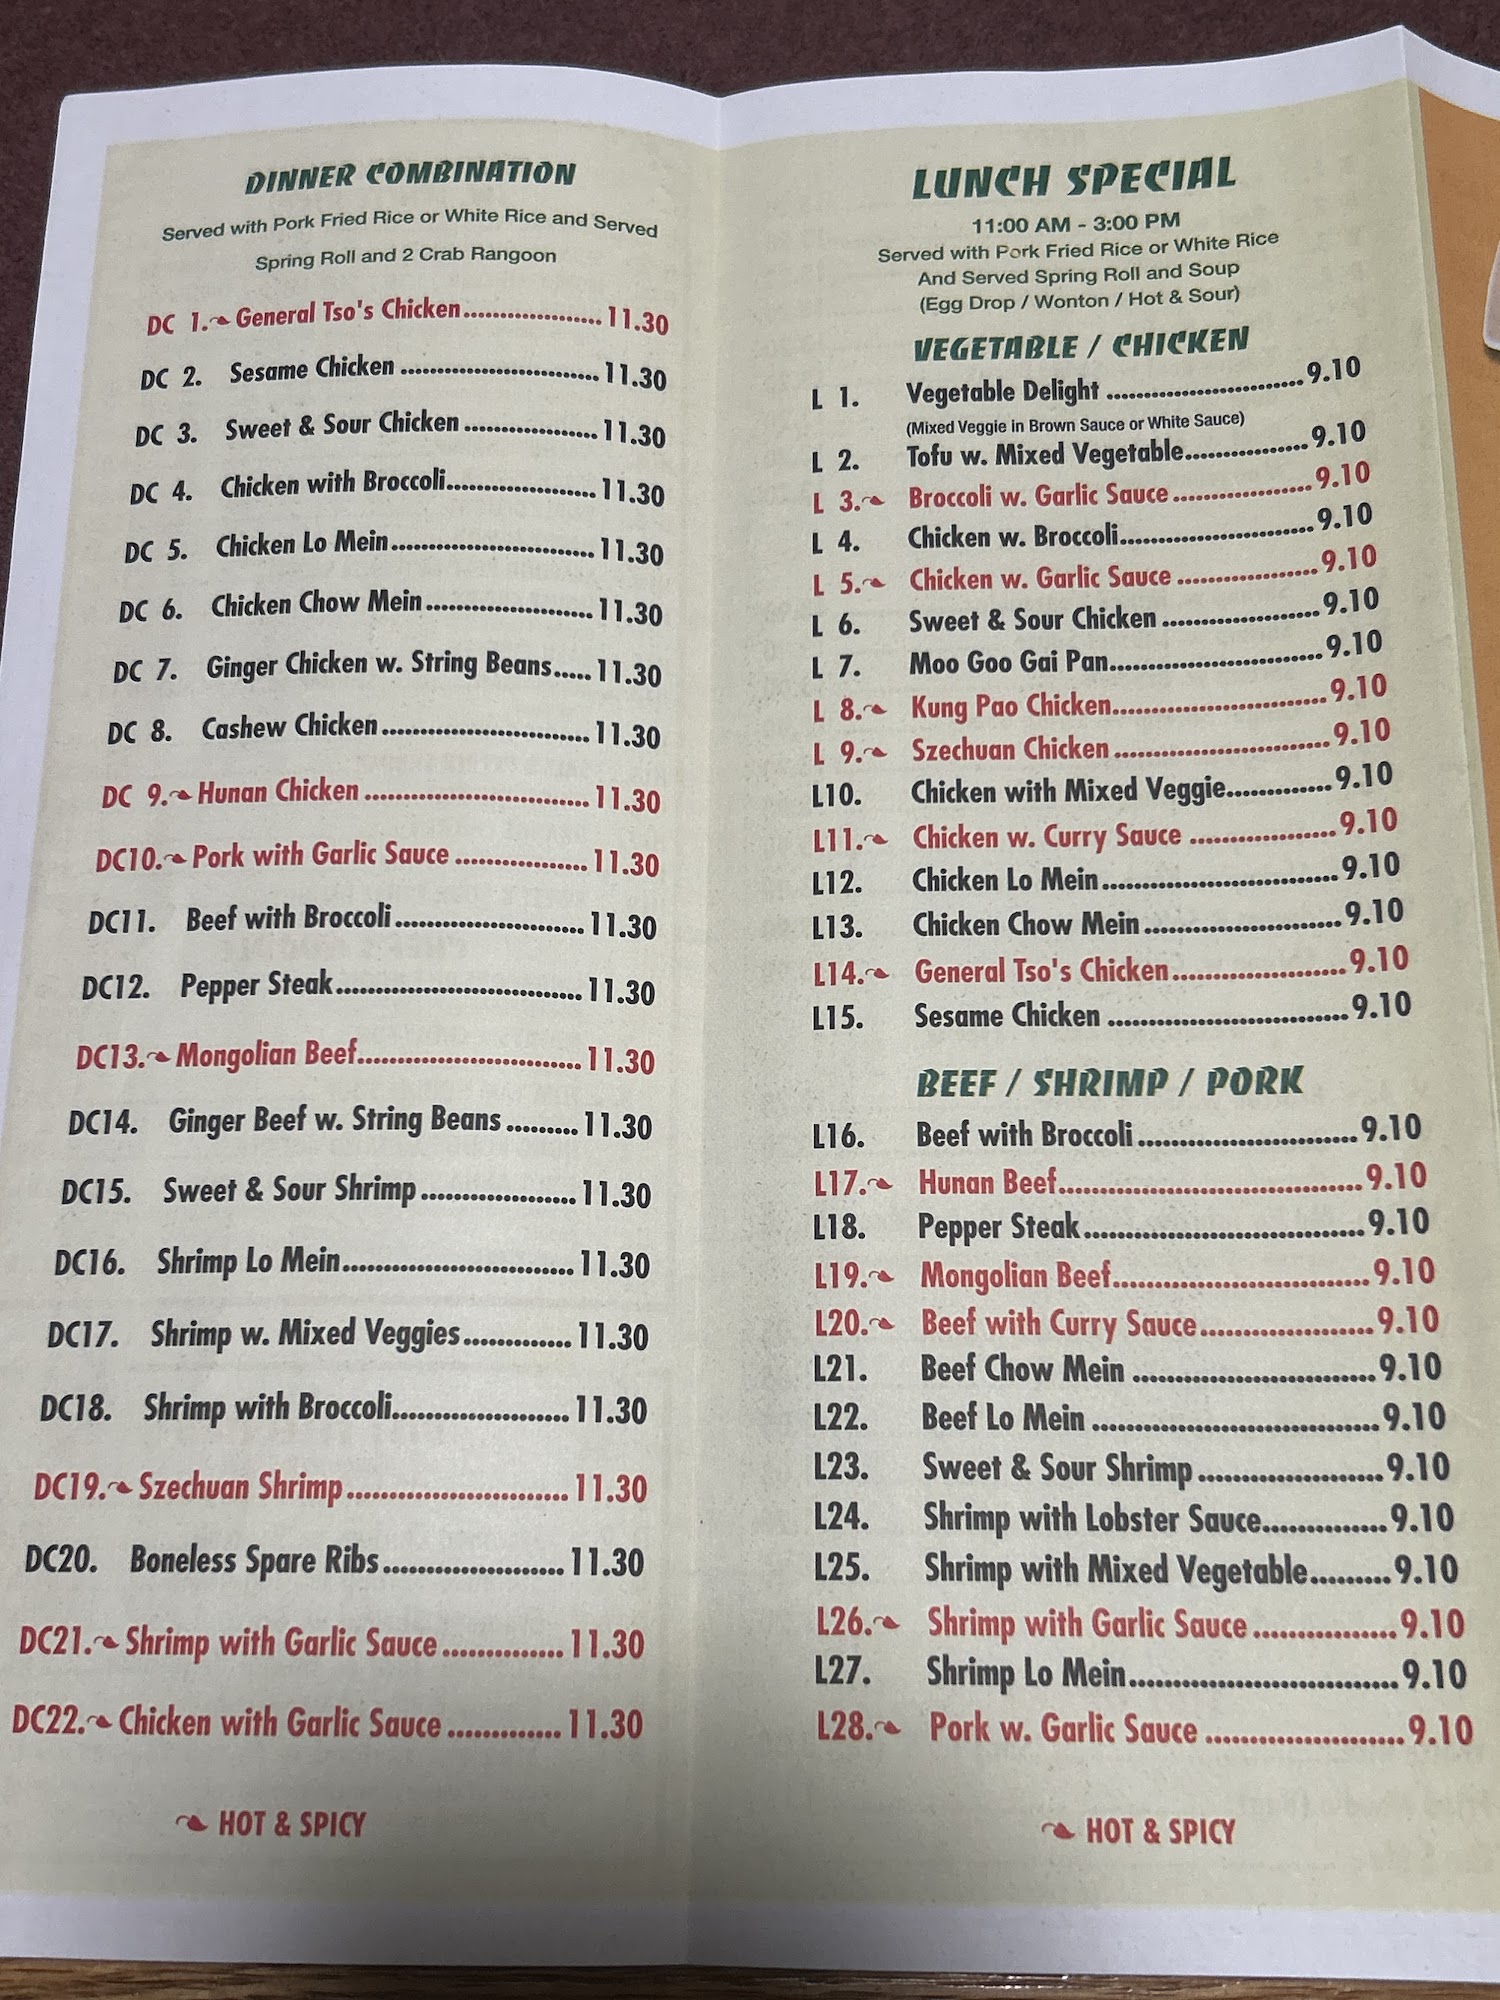 DINNER COMBINATION
Served with Pork Fried Rice or White Rice and Served
Spring Roll and 2 Crab Rangoon
DC 1. General Tso's Chicken....................11.30
DC 2. Sesame Chicken.............................11.30
DC 3. Sweet & Sour Chicken...................11.30
DC 4. Chicken with Broccoli......................11.30
DC 5. Chicken Lo Mein.............................11.30
DC 6. Chicken Chow Mein........................11.30
DC 7. Ginger Chicken w. String Beans.....11.30
DC 8. Cashew Chicken..............................11.30
DC 9. Hunan Chicken................................11.30
DC10. Pork with Garlic Sauce...................11.30
DC11. Beef with Broccoli...........................11.30
DC12. Pepper Steak...................................11.30
DC13. Mongolian Beef................................11.30
DC14. Ginger Beef w. String Beans.........11.30
DC15. Sweet & Sour Shrimp.....................11.30
DC16. Shrimp Lo Mein...............................11.30
DC17. Shrimp w. Mixed Veggies..............11.30
DC18. Shrimp with Broccoli.......................11.30
DC19. Szechuan Shrimp............................11.30
DC20. Boneless Spare Ribs.......................11.30
DC21. Shrimp with Garlic Sauce...............11.30
DC22. Chicken with Garlic Sauce.............11.30
HOT & SPICY
LUNCH SPECIAL
11:00 AM - 3:00 PM
Served with Pork Fried Rice or White Rice
And Served Spring Roll and Soup
(Egg Drop / Wonton / Hot & Sour)
VEGETABLE / CHICKEN
L 1. Vegetable Delight..........................9.10
(Mixed Veggie in Brown Sauce or White Sauce)
L 2. Tofu w. Mixed Vegetable................9.10
L 3. Broccoli w. Garlic Sauce..................9.10
L 4. Chicken w. Broccoli.........................9.10
L 5. Chicken w. Garlic Sauce..................9.10
L 6. Sweet & Sour Chicken....................9.10
L 7. Moo Goo Gai Pan............................9.10
L 8. Kung Pao Chicken............................9.10
L 9. Szechuan Chicken............................9.10
L10. Chicken with Mixed Veggie.............9.10
L11. Chicken w. Curry Sauce...................9.10
L12. Chicken Lo Mein..............................9.10
L13. Chicken Chow Mein.........................9.10
L14. General Tso's Chicken......................9.10
L15. Sesame Chicken...............................9.10
BEEF / SHRIMP / PORK
L16. Beef with Broccoli............................9.10
L17. Hunan Beef.......................................9.10
L18. Pepper Steak....................................9.10
L19. Mongolian Beef.................................9.10
L20. Beef with Curry Sauce......................9.10
L21. Beef Chow Mein...............................9.10
L22. Beef Lo Mein....................................9.10
L23. Sweet & Sour Shrimp.......................9.10
L24. Shrimp with Lobster Sauce...............9.10
L25. Shrimp with Mixed Vegetable.........9.10
L26. Shrimp with Garlic Sauce.................9.10
L27. Shrimp Lo Mein................................9.10
L28. Pork w. Garlic Sauce.......................9.10
HOT & SPICY